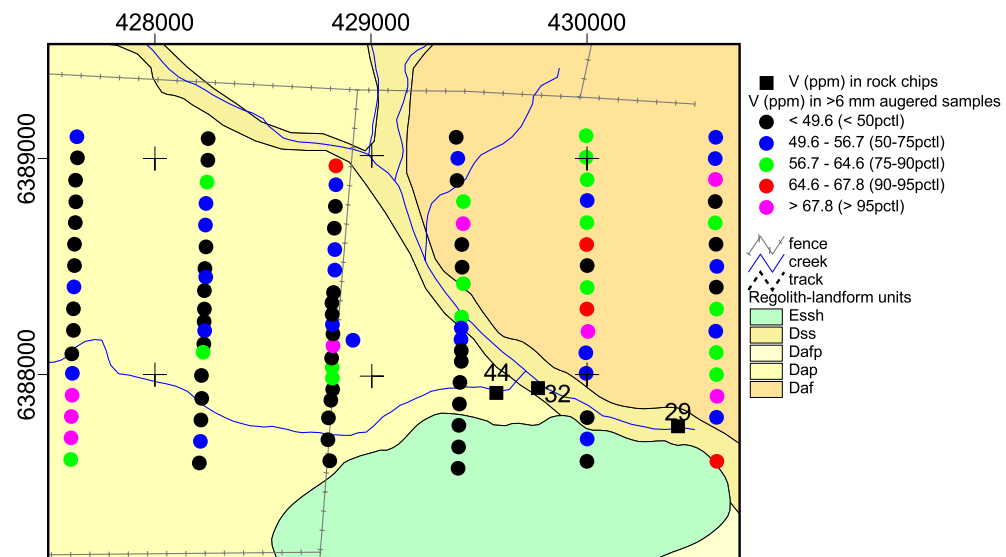 428000 429000 430000
6389000
6388000
44
32
29
V (ppm) in rock chips
V (ppm) in >6 mm augered samples
< 49.6 (< 50pctl)
49.6 - 56.7 (50-75pctl)
56.7 - 64.6 (75-90pctl)
64.6 - 67.8 (90-95pctl)
> 67.8 (> 95pctl)
fence
creek
track
Regolith-landform units
Essh
Dss
Dafp
Dap
Daf